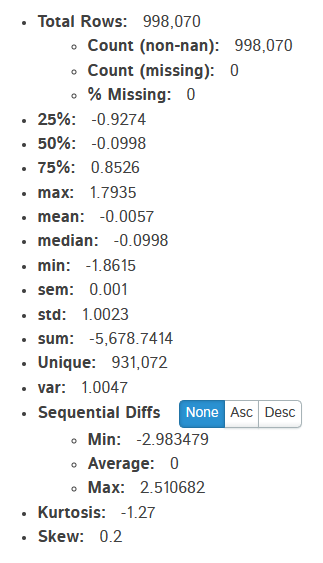 Total Rows: 998,070
Count (non-nan): 998,070
Count (missing): 0
% Missing: 0
25%: -0.9274
50%: -0.0998
75%: 0.8526
max: 1.7935
mean: -0.0057
median: -0.0998
min: -1.8615
sem: 0.001
std: 1.0023
sum: -5,678.7414
Unique: 931,072
var: 1.0047
Sequential Diffs None Asc Desc
Min: -2.983479
Average: 0
Max: 2.510682
Kurtosis: -1.27
Skew: 0.2